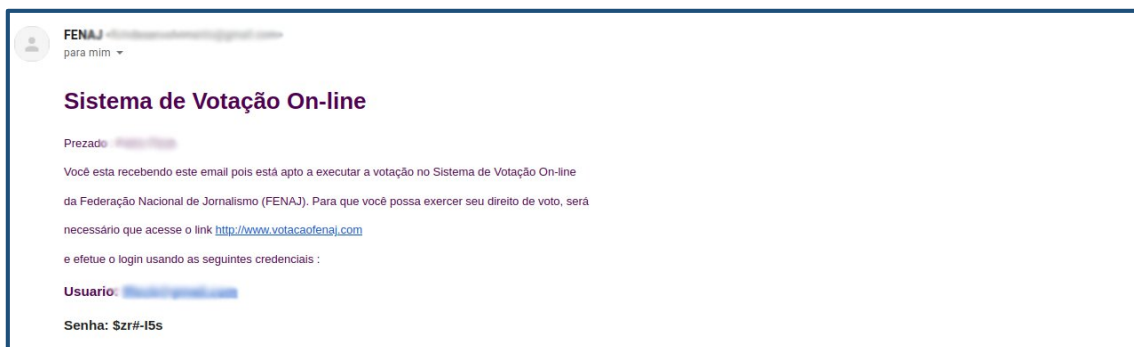 FENAJ
para mim
Sistema de Votação On-line
Prezado :
Você esta recebendo este email pois está apto a executar a votação no Sistema de Votação On-line
da Federação Nacional de Jornalismo (FENAJ). Para que você possa exercer seu direito de voto, será
necessário que acesse o link http://www.votacaofenaj.com
e efetue o login usando as seguintes credenciais :
Usuario:
Senha: $zr#-I5s